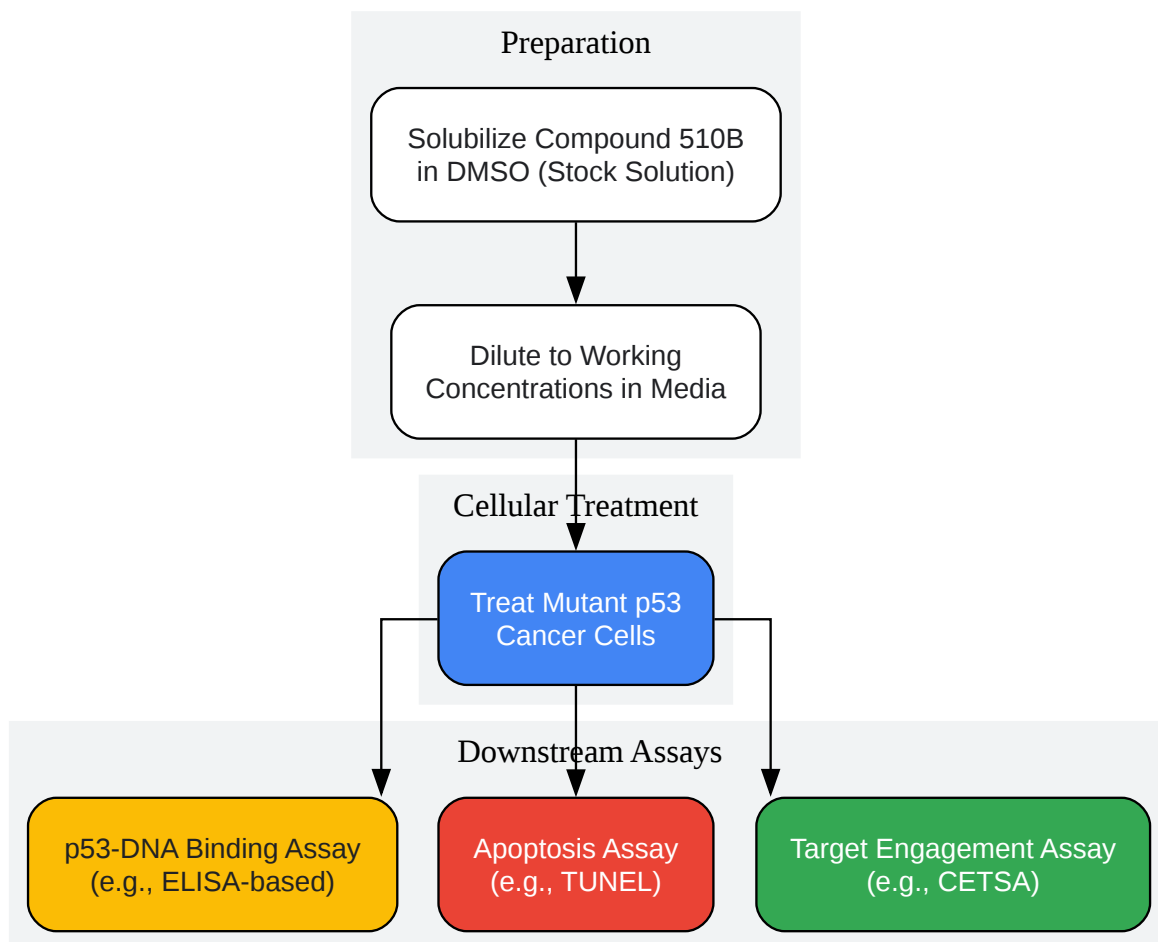 Preparation
Solubilize Compound 510B
in DMSO (Stock Solution)
Dilute to Working
Concentrations in Media
Cellular Treatment
Treat Mutant p53
Cancer Cells
Downstream Assays
p53-DNA Binding Assay
(e.g., ELISA-based)
Apoptosis Assay
(e.g., TUNEL)
Target Engagement Assay
(e.g., CETSA)